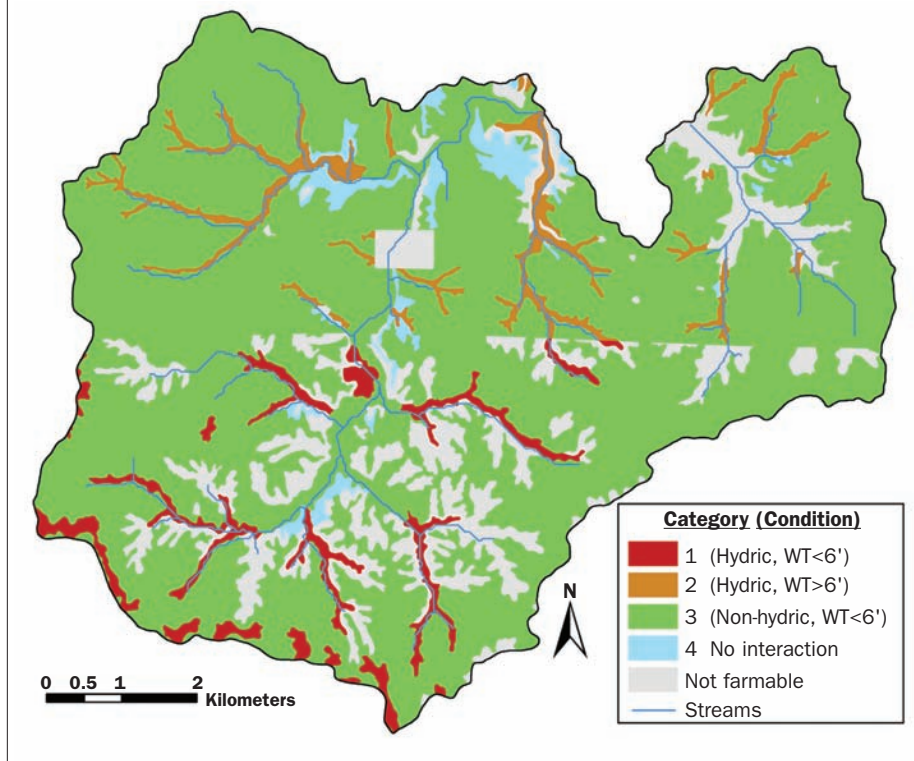 Category (Condition)
1 (Hydric, WT<6')
2 (Hydric, WT>6')
3 (Non-hydric, WT<6')
4 No interaction
Not farmable
Streams
N
0 0.5 1 2
Kilometers